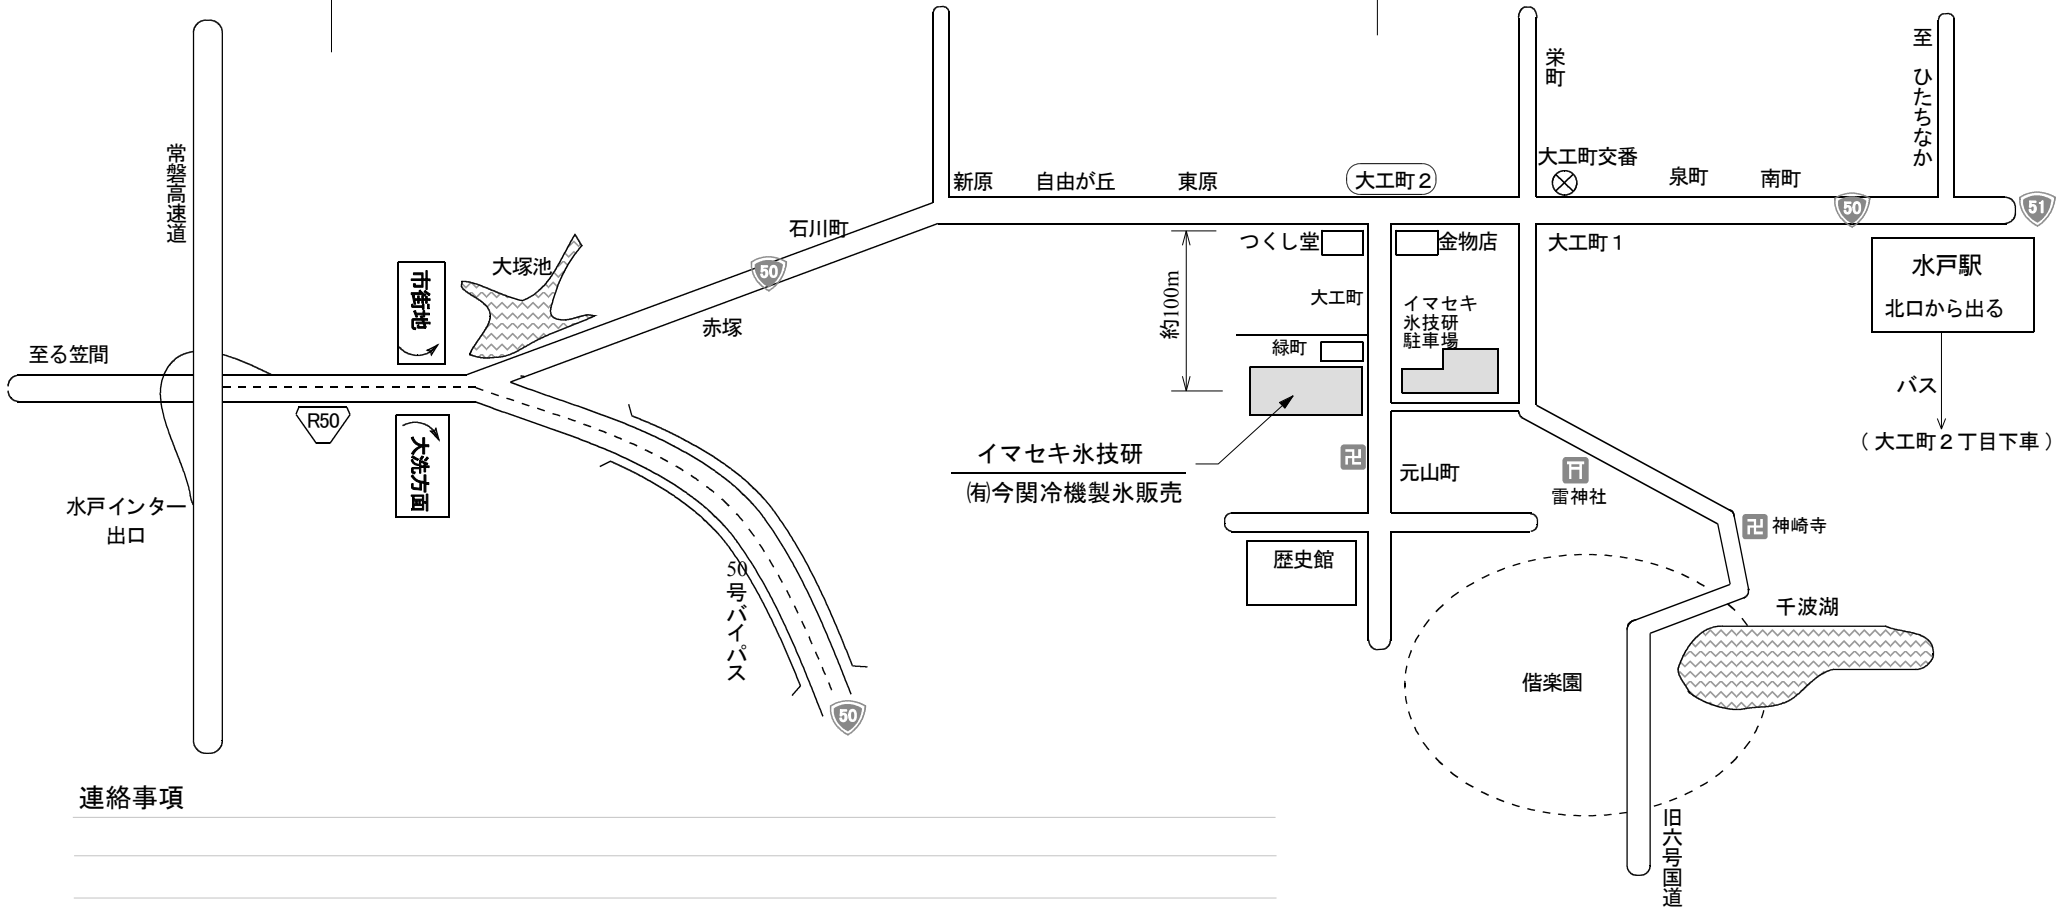 常磐高速道
至る笠間
水戸インター
出口
R50
市街地
大洗方面
大塚池
50
石川町
赤塚
50
号バイパス
50
新原
自由が丘
東原
大工町２
栄町
大工町交番
泉町
南町
50
51
至 ひたちなか
水戸駅
北口から出る
バス
（ 大工町２丁目下車 ）
大工町１
つくし堂
金物店
約100m
大工町
イマセキ
氷技研
駐車場
緑町
イマセキ氷技研
㈲今関冷機製氷販売
卍
元山町
雷神社
卍 神崎寺
歴史館
千波湖
偕楽園
旧六号国道
連絡事項